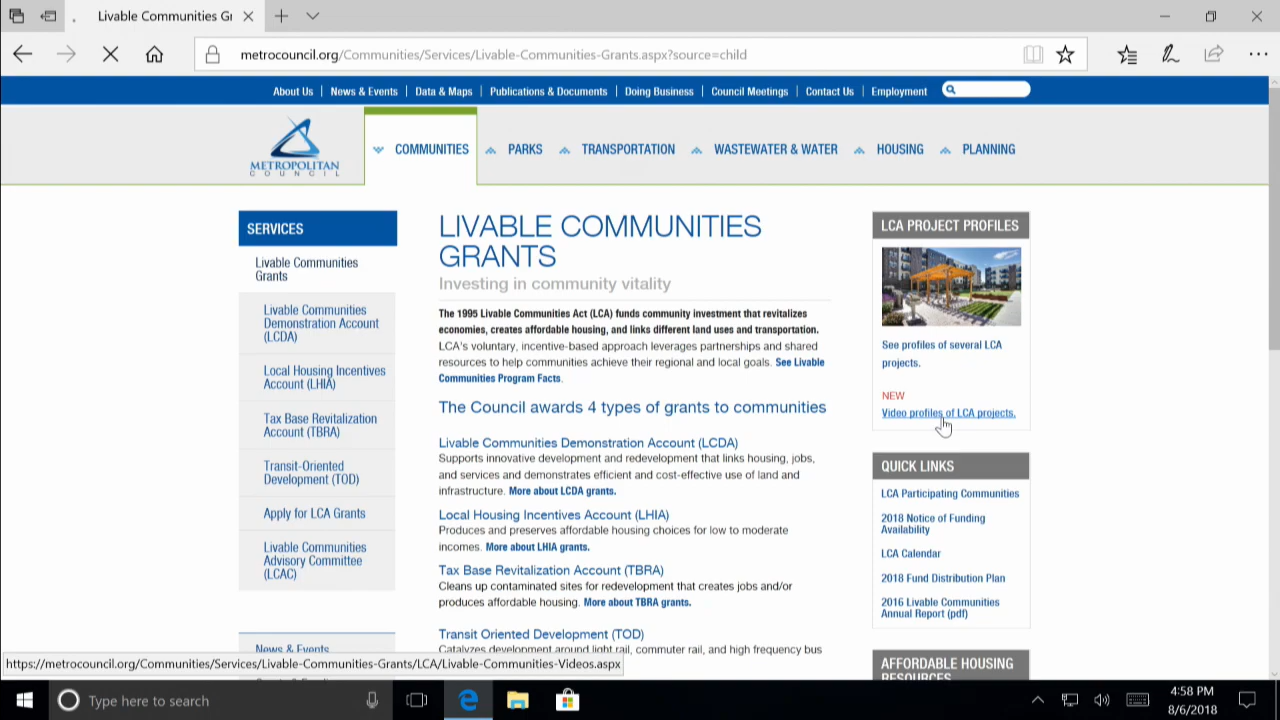 Livable Communities Gr
metrocouncil.org/Communities/Services/Livable-Communities-Grants.aspx?source=child
About Us | News & Events | Data & Maps | Publications & Documents | Doing Business | Council Meetings | Contact Us | Employment
METROPOLITAN
COUNCIL
COMMUNITIES
PARKS
TRANSPORTATION
WASTEWATER & WATER
HOUSING
PLANNING
SERVICES
Livable Communities
Grants
Livable Communities
Demonstration Account
(LCDA)
Local Housing Incentives
Account (LHIA)
Tax Base Revitalization
Account (TBRA)
Transit-Oriented
Development (TOD)
Apply for LCA Grants
Livable Communities
Advisory Committee
(LCAC)
News & Events
LIVABLE COMMUNITIES
GRANTS
Investing in community vitality
The 1995 Livable Communities Act (LCA) funds community investment that revitalizes
economies, creates affordable housing, and links different land uses and transportation.
LCA's voluntary, incentive-based approach leverages partnerships and shared
resources to help communities achieve their regional and local goals. See Livable
Communities Program Facts.
The Council awards 4 types of grants to communities
Livable Communities Demonstration Account (LCDA)
Supports innovative development and redevelopment that links housing, jobs,
and services and demonstrates efficient and cost-effective use of land and
infrastructure. More about LCDA grants.
Local Housing Incentives Account (LHIA)
Produces and preserves affordable housing choices for low to moderate
incomes. More about LHIA grants.
Tax Base Revitalization Account (TBRA)
Cleans up contaminated sites for redevelopment that creates jobs and/or
produces affordable housing. More about TBRA grants.
Transit Oriented Development (TOD)
Catalyzes development around light rail, commuter rail, and high frequency bus
LCA PROJECT PROFILES
See profiles of several LCA
projects.
NEW
Video profiles of LCA projects.
QUICK LINKS
LCA Participating Communities
2018 Notice of Funding
Availability
LCA Calendar
2018 Fund Distribution Plan
2016 Livable Communities
Annual Report (pdf)
AFFORDABLE HOUSING
RESOURCES
https://metrocouncil.org/Communities/Services/Livable-Communities-Grants/LCA/Livable-Communities-Videos.aspx
Type here to search
4:58 PM
8/6/2018